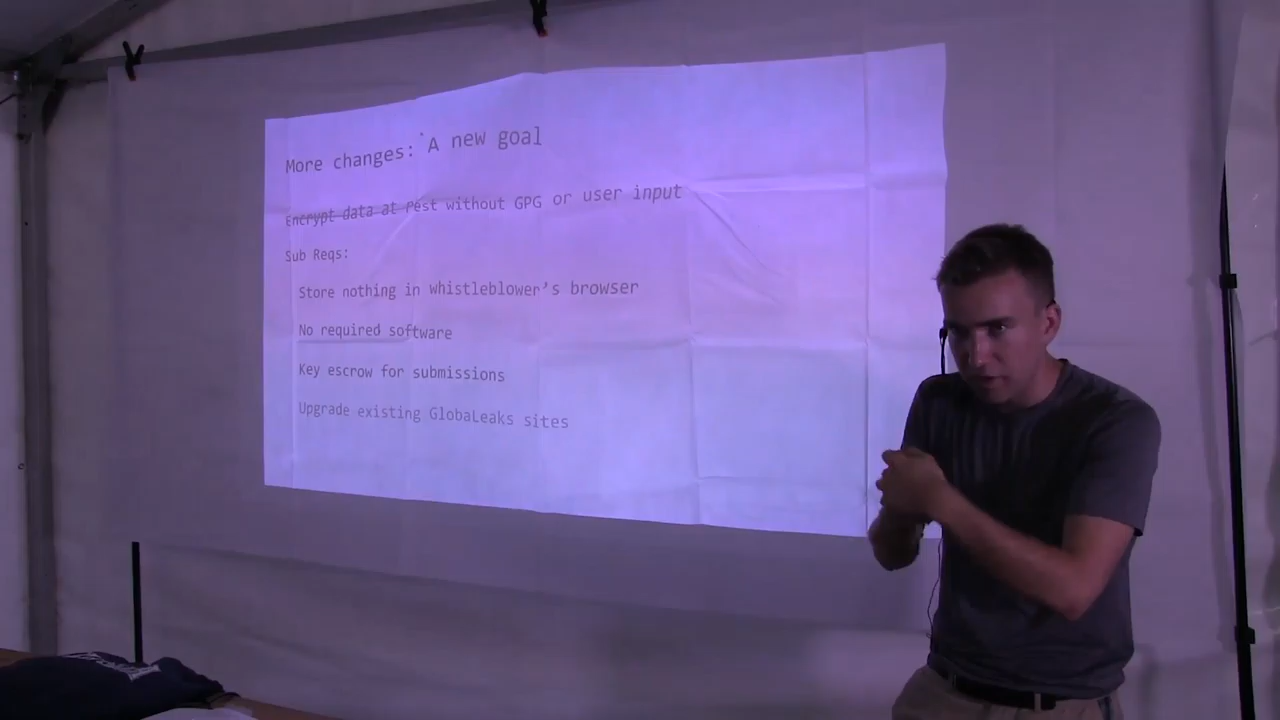 More changes: A new goal
Encrypt data at rest without GPG or user input
Sub Reqs:
Store nothing in whistleblower's browser
No required software
Key escrow for submissions
Upgrade existing GlobaLeaks sites